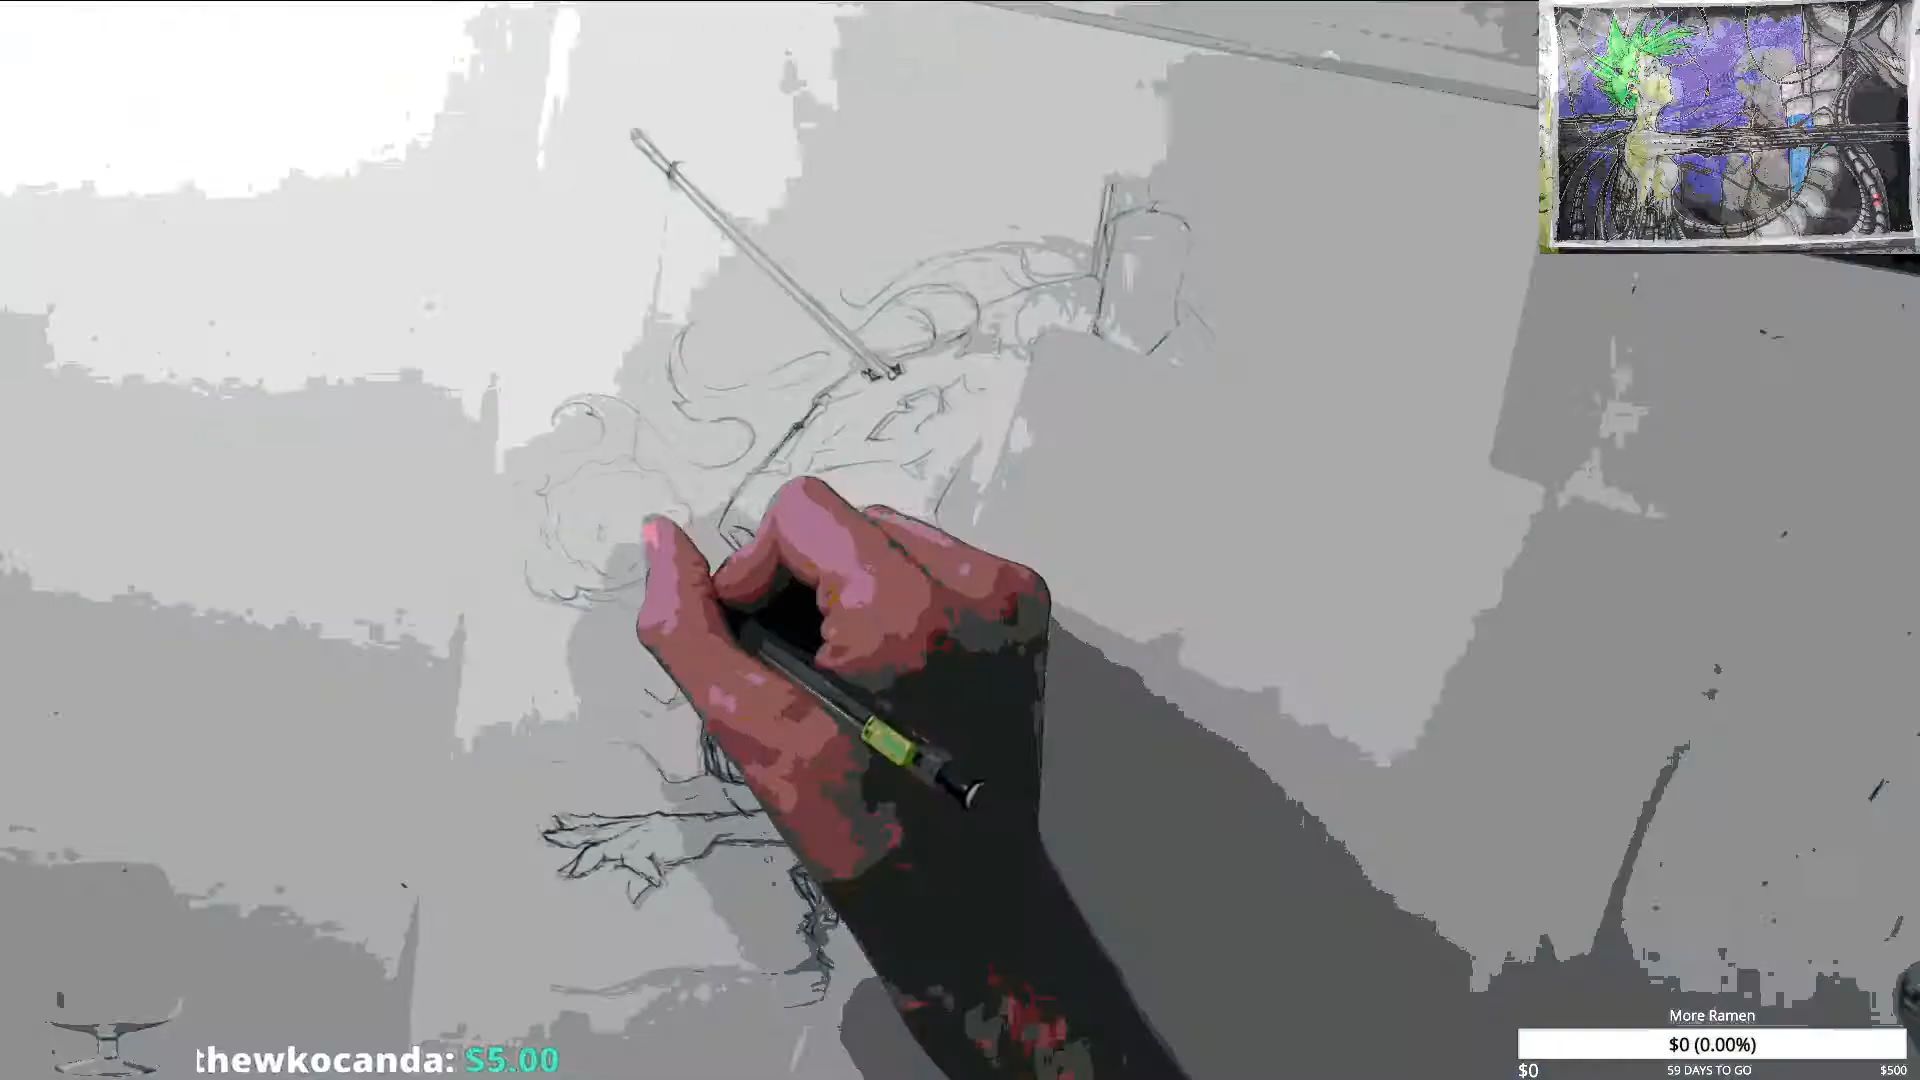 More Ramen
$0 (0.00%)
$0 59 DAYS TO GO $500
thewkocanda: $5.00